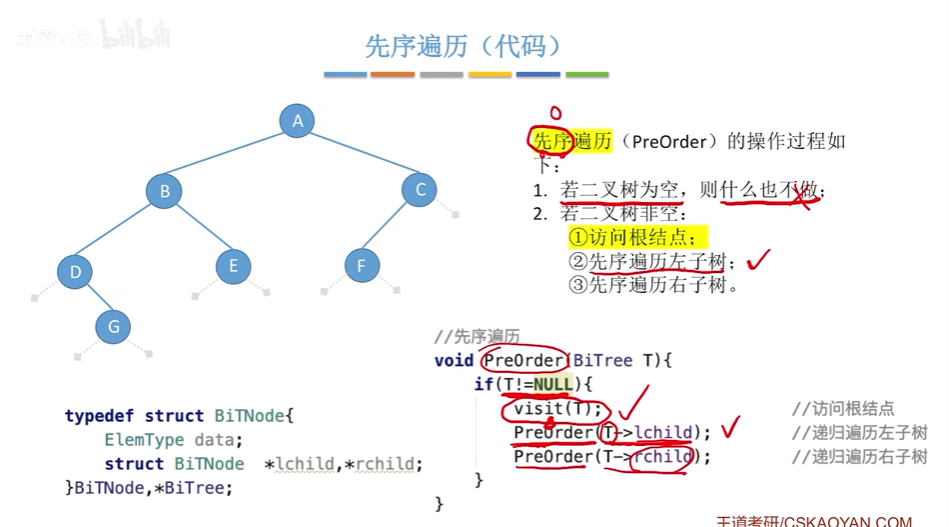 bilibili
先序遍历（代码）
A
B
C
D
E
F
G
先序遍历（PreOrder）的操作过程如
下：
1. 若二叉树为空，则什么也不做；
2. 若二叉树非空：
①访问根结点；
②先序遍历左子树；
③先序遍历右子树。
//先序遍历
void PreOrder(BiTree T){
if(T!=NULL){
visit(T); //访问根结点
PreOrder(T->lchild); //递归遍历左子树
PreOrder(T->rchild); //递归遍历右子树
}
}
typedef struct BiTNode{
ElemType data;
struct BiTNode *lchild,*rchild;
}BiTNode,*BiTree;
王道考研/CSKAOYAN.COM